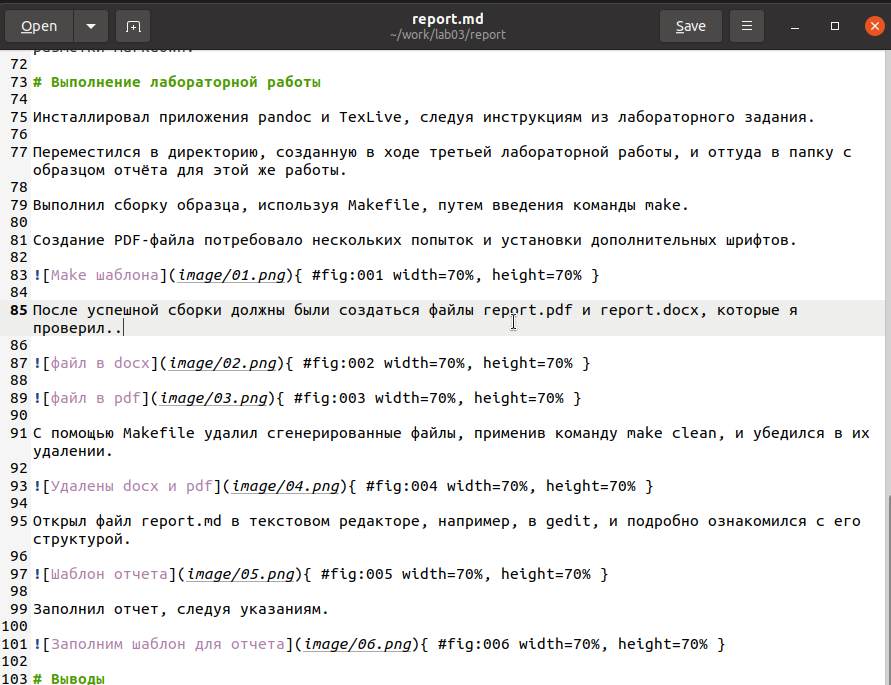 Open
report.md
~/work/lab03/report
Save
72
73 # Выполнение лабораторной работы
74
75 Инсталлировал приложения pandoc и TexLive, следуя инструкциям из лабораторного задания.
76
77 Переместился в директорию, созданную в ходе третьей лабораторной работы, и оттуда в папку с
образцом отчёта для этой же работы.
78
79 Выполнил сборку образца, используя Makefile, путем введения команды make.
80
81 Создание PDF-файла потребовало нескольких попыток и установки дополнительных шрифтов.
82
83 ![Make шаблона](image/01.png){ #fig:001 width=70%, height=70% }
84
85 После успешной сборки должны были создаться файлы report.pdf и report.docx, которые я
проверил..
86
87 ![файл в docx](image/02.png){ #fig:002 width=70%, height=70% }
88
89 ![файл в pdf](image/03.png){ #fig:003 width=70%, height=70% }
90
91 С помощью Makefile удалил сгенерированные файлы, применив команду make clean, и убедился в их
удалении.
92
93 ![Удалены docx и pdf](image/04.png){ #fig:004 width=70%, height=70% }
94
95 Открыл файл report.md в текстовом редакторе, например, в gedit, и подробно ознакомился с его
структурой.
96
97 ![Шаблон отчета](image/05.png){ #fig:005 width=70%, height=70% }
98
99 Заполнил отчет, следуя указаниям.
100
101 ![Заполним шаблон для отчета](image/06.png){ #fig:006 width=70%, height=70% }
102
103 # Выводы